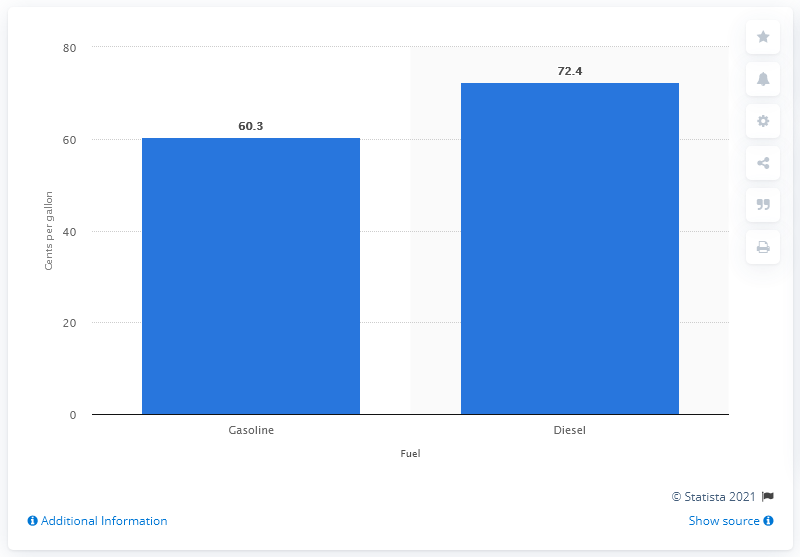 80
72.4
60.3
60
Cents per gallon
40
20
0
Gasoline
Diesel
Fuel
© Statista 2021
Additional Information
Show source